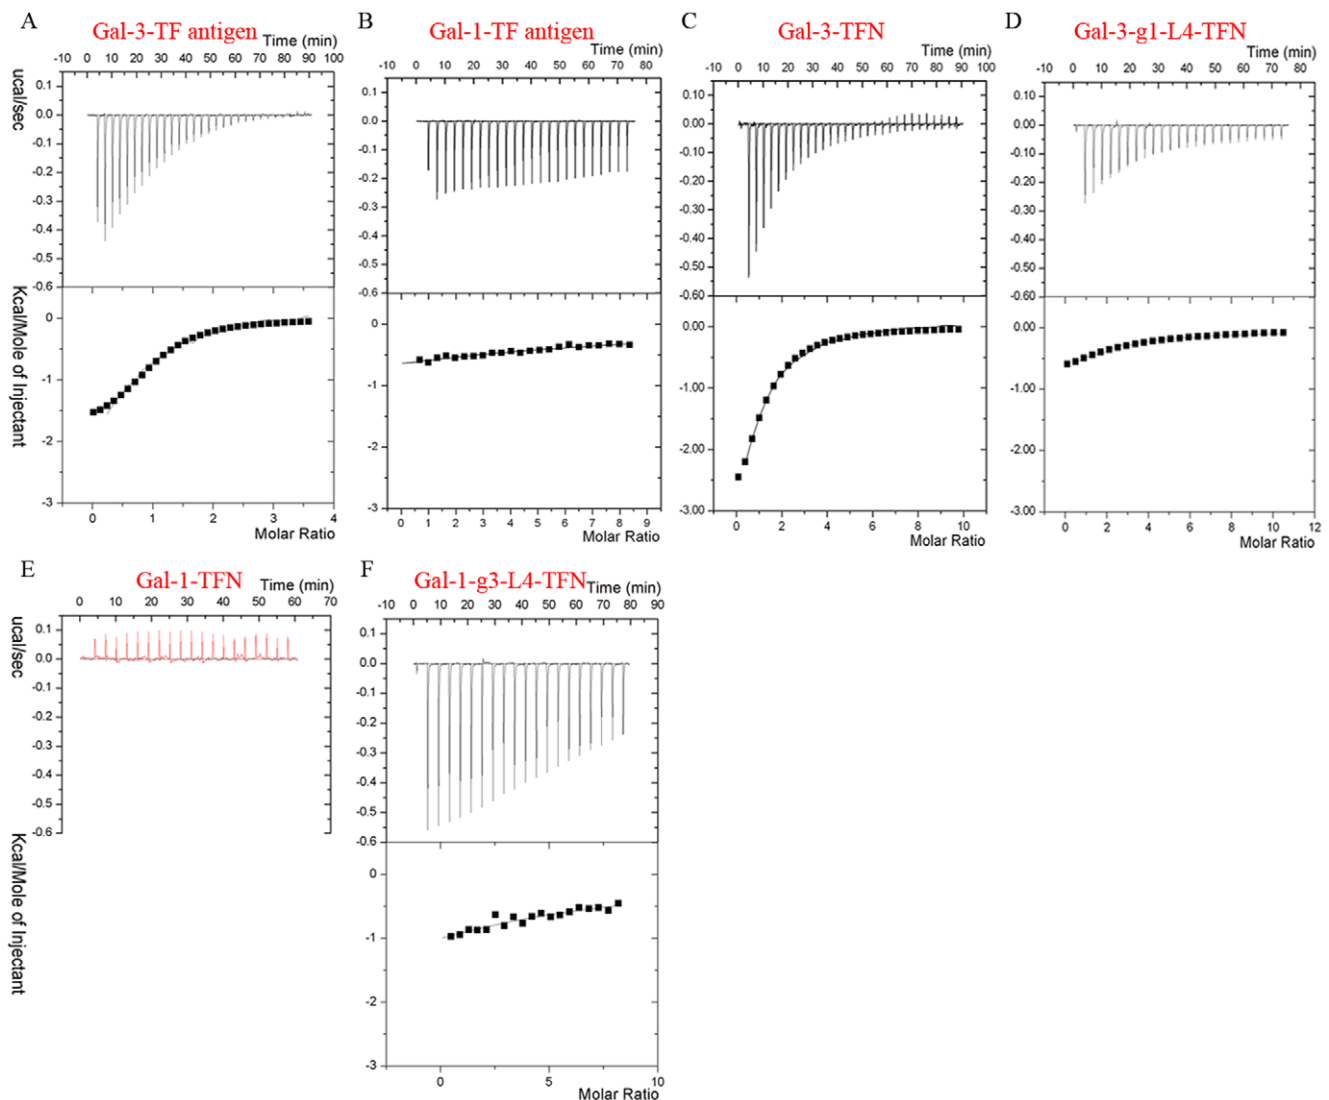 A
Gal-3-TF antigen
Time (min)
-10 0 10 20 30 40 50 60 70 80 90 100
ucal/sec
0.1
0.0
-0.1
-0.2
-0.3
-0.4
-0.5
-0.6
Kcal/Mole of Injectant
0
-1
-2
-3
0 1 2 3 4
Molar Ratio
B
Gal-1-TF antigen
Time (min)
-10 0 10 20 30 40 50 60 70 80 90
0.1
0.0
-0.1
-0.2
-0.3
-0.4
-0.5
-0.6
0
-1
-2
-3
0 1 2 3 4 5 6 7 8 9
Molar Ratio
C
Gal-3-TFN
Time (min)
-10 0 10 20 30 40 50 60 70 80 90 100
0.10
0.00
-0.10
-0.20
-0.30
-0.40
-0.50
-0.60
0.00
-1.00
-2.00
-3.00
0 2 4 6 8 10
Molar Ratio
D
Gal-3-g1-L4-TFN
Time (min)
-10 0 10 20 30 40 50 60 70 80
0.10
0.00
-0.10
-0.20
-0.30
-0.40
-0.50
-0.60
0.00
-1.00
-2.00
-3.00
0 2 4 6 8 10 12
Molar Ratio
E
Gal-1-TFN
Time (min)
0 10 20 30 40 50 60 70
ucal/sec
0.1
0.0
-0.1
-0.2
-0.3
-0.4
-0.5
-0.6
Kcal/Mole of Injectant
F
Gal-1-g3-L4-TFN
Time (min)
-10 0 10 20 30 40 50 60 70 80 90
0.1
0.0
-0.1
-0.2
-0.3
-0.4
-0.5
-0.6
0
-1
-2
-3
0 5 10
Molar Ratio